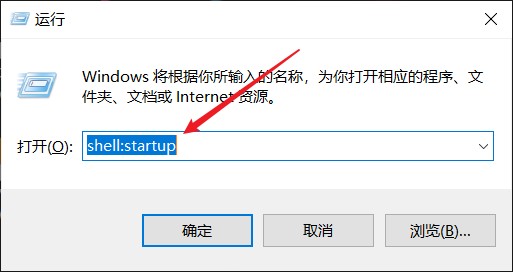 运行
Windows 将根据你所输入的名称，为你打开相应的程序、文
件夹、文档或 Internet 资源。
打开(O): shell:startup
确定 取消 浏览(B)...